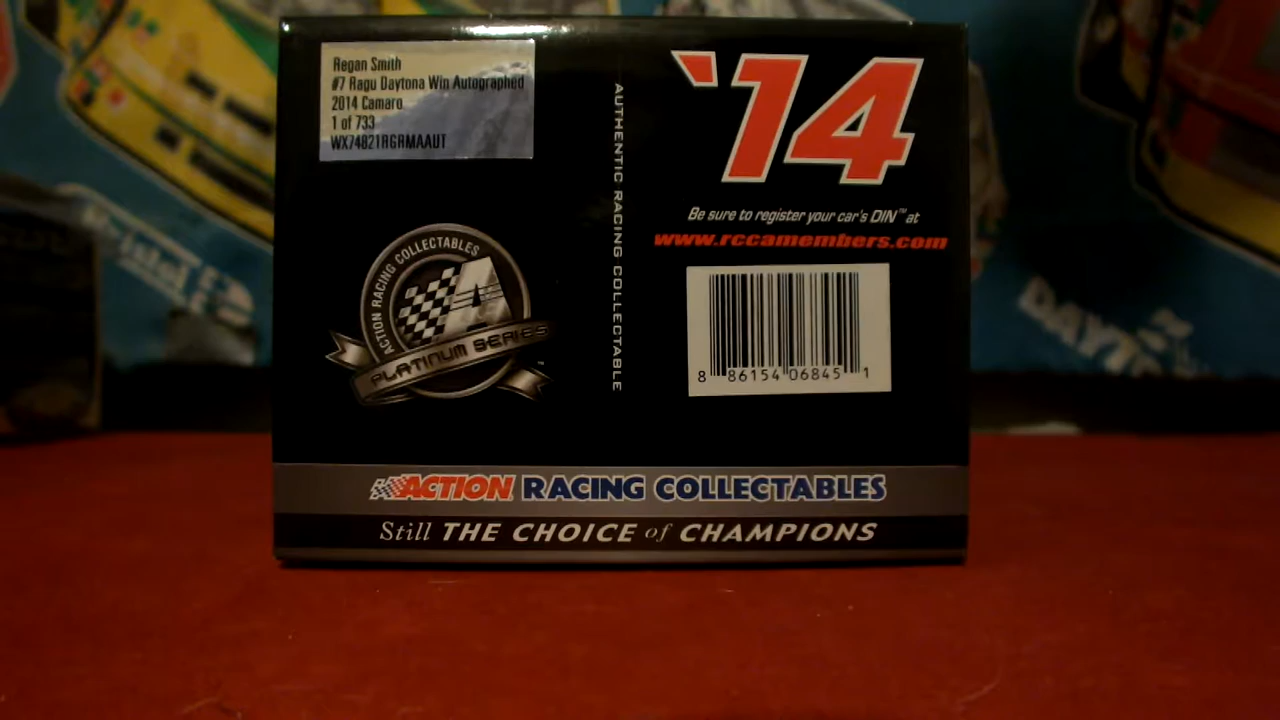 Regan Smith
#7 Ragu Daytona Win Autographed
2014 Camaro
1 of 733
WX74821RGRMAAUT
ACTION RACING COLLECTABLES
A
PLATINUM SERIES
AUTHENTIC RACING COLLECTABLE
'14
Be sure to register your car's DIN™ at
www.rccamembers.com
8 86154 06845 1
ACTION RACING COLLECTABLES
Still THE CHOICE of CHAMPIONS